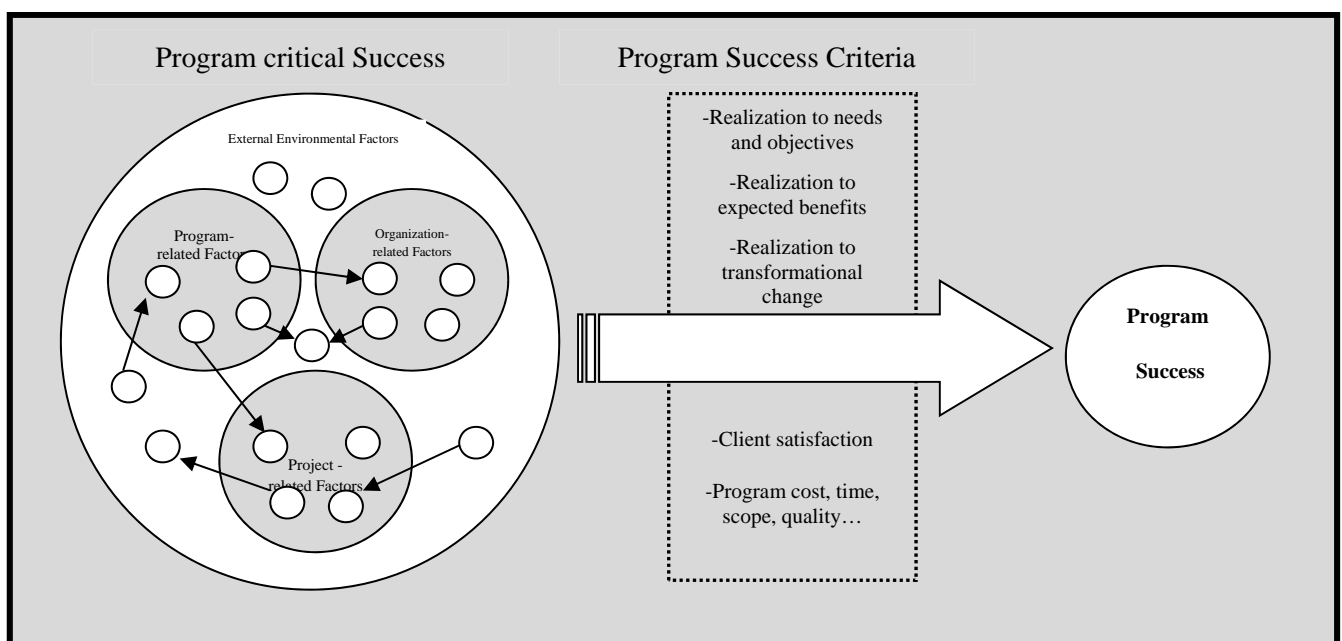 Program critical Success
Program Success Criteria
External Environmental Factors
Program-
related Factor
Organization-
related Factors
Project -
related Factors
-Realization to needs
and objectives
-Realization to
expected benefits
-Realization to
transformational
change
-Client satisfaction
-Program cost, time,
scope, quality…
Program
Success